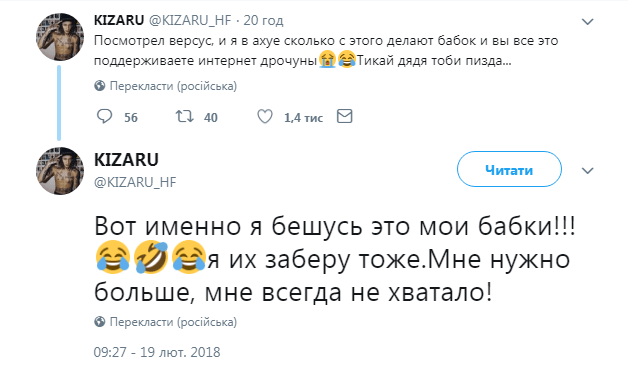 KIZARU @KIZARU_HF · 20 год
Посмотрел версус, и я в ахуе сколько с этого делают бабок и вы все это
поддерживаете интернет дрочуны😭😂Тикай дядя тоби пизда...
Перекласти (російська)
56 40 1,4 тис
KIZARU
@KIZARU_HF
Читати
Вот именно я бешусь это мои бабки!!!
😂🤣😂я их заберу тоже.Мне нужно
больше, мне всегда не хватало!
Перекласти (російська)
09:27 - 19 лют. 2018